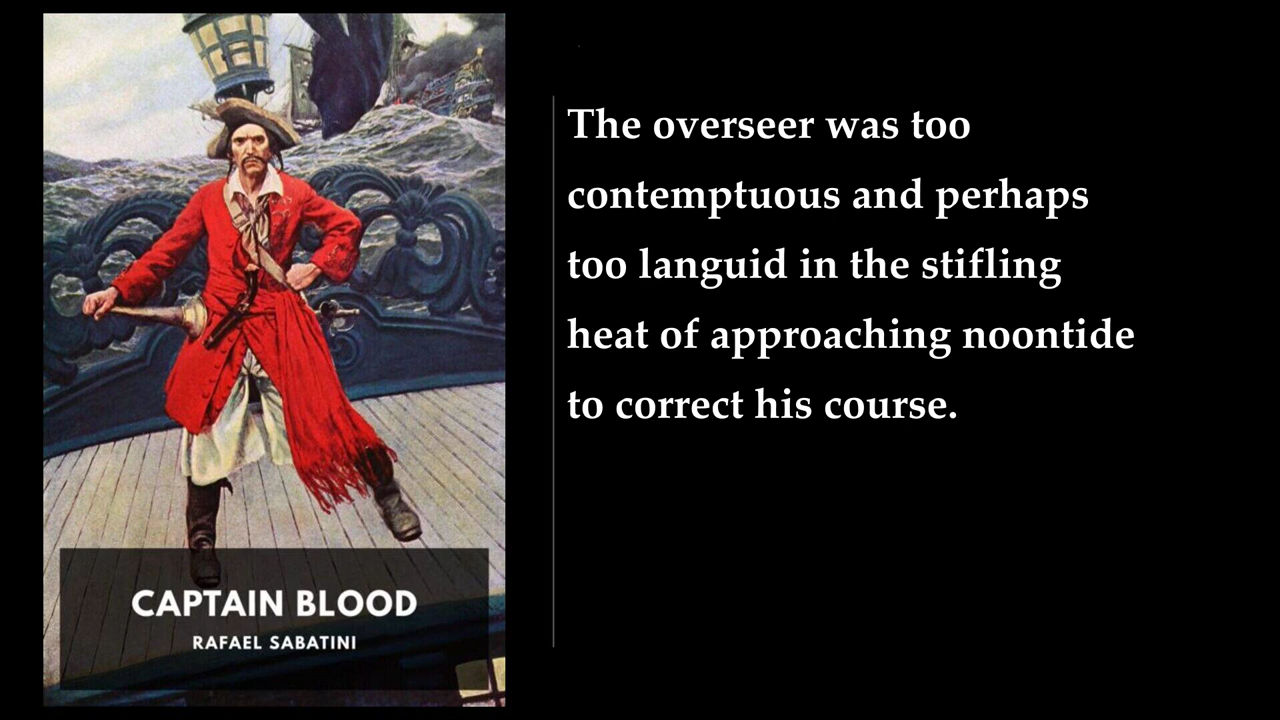 The overseer was too
contemptuous and perhaps
too languid in the stifling
heat of approaching noontide
to correct his course.
CAPTAIN BLOOD
RAFAEL SABATINI